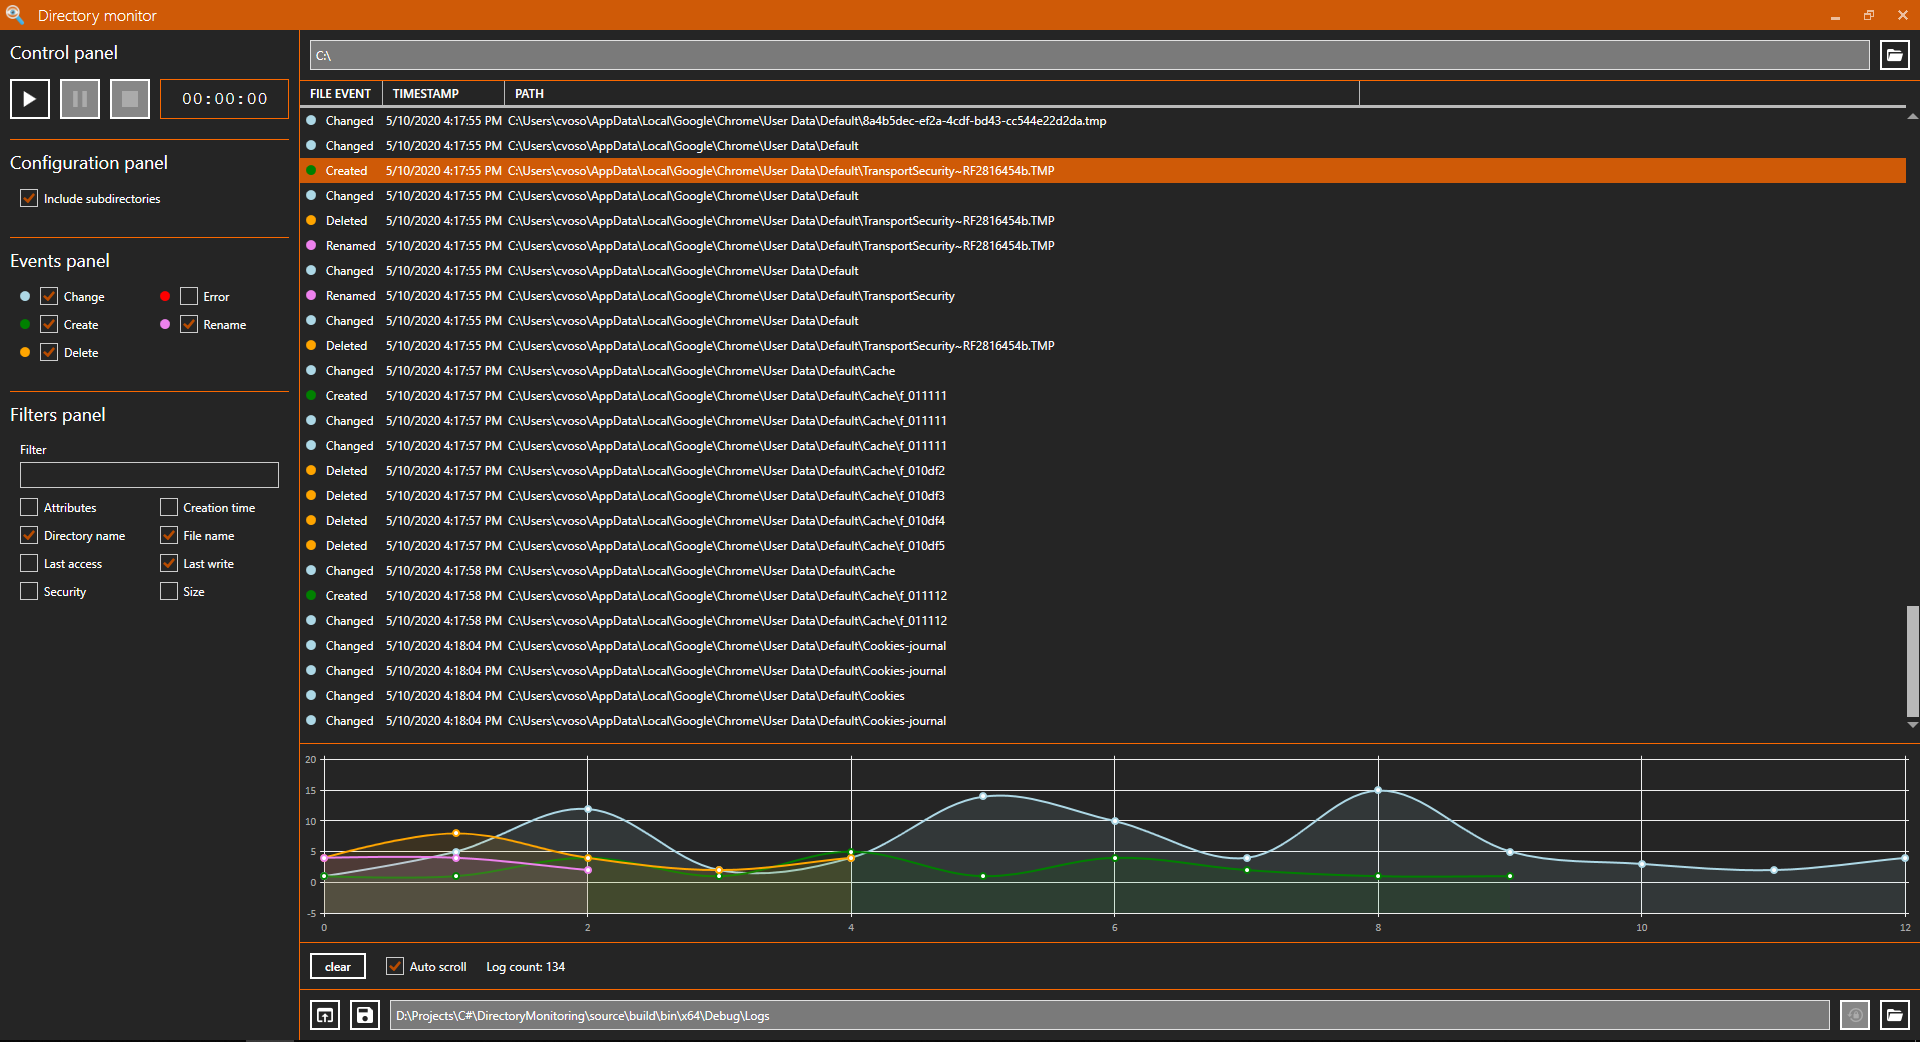 Directory monitor
Control panel
00:00:00
Configuration panel
Include subdirectories
Events panel
Change Error
Create Rename
Delete
Filters panel
Filter
Attributes Creation time
Directory name File name
Last access Last write
Security Size
C:\
FILE EVENT TIMESTAMP PATH
Changed 5/10/2020 4:17:55 PM C:\Users\cvoso\AppData\Local\Google\Chrome\User Data\Default\8a4b5dec-ef2a-4cdf-bd43-cc544e22d2da.tmp
Changed 5/10/2020 4:17:55 PM C:\Users\cvoso\AppData\Local\Google\Chrome\User Data\Default
Created 5/10/2020 4:17:55 PM C:\Users\cvoso\AppData\Local\Google\Chrome\User Data\Default\TransportSecurity~RF2816454b.TMP
Changed 5/10/2020 4:17:55 PM C:\Users\cvoso\AppData\Local\Google\Chrome\User Data\Default
Deleted 5/10/2020 4:17:55 PM C:\Users\cvoso\AppData\Local\Google\Chrome\User Data\Default\TransportSecurity~RF2816454b.TMP
Renamed 5/10/2020 4:17:55 PM C:\Users\cvoso\AppData\Local\Google\Chrome\User Data\Default\TransportSecurity~RF2816454b.TMP
Changed 5/10/2020 4:17:55 PM C:\Users\cvoso\AppData\Local\Google\Chrome\User Data\Default
Renamed 5/10/2020 4:17:55 PM C:\Users\cvoso\AppData\Local\Google\Chrome\User Data\Default\TransportSecurity
Changed 5/10/2020 4:17:55 PM C:\Users\cvoso\AppData\Local\Google\Chrome\User Data\Default
Deleted 5/10/2020 4:17:55 PM C:\Users\cvoso\AppData\Local\Google\Chrome\User Data\Default\TransportSecurity~RF2816454b.TMP
Changed 5/10/2020 4:17:57 PM C:\Users\cvoso\AppData\Local\Google\Chrome\User Data\Default\Cache
Created 5/10/2020 4:17:57 PM C:\Users\cvoso\AppData\Local\Google\Chrome\User Data\Default\Cache\f_011111
Changed 5/10/2020 4:17:57 PM C:\Users\cvoso\AppData\Local\Google\Chrome\User Data\Default\Cache\f_011111
Changed 5/10/2020 4:17:57 PM C:\Users\cvoso\AppData\Local\Google\Chrome\User Data\Default\Cache\f_011111
Deleted 5/10/2020 4:17:57 PM C:\Users\cvoso\AppData\Local\Google\Chrome\User Data\Default\Cache\f_010df2
Deleted 5/10/2020 4:17:57 PM C:\Users\cvoso\AppData\Local\Google\Chrome\User Data\Default\Cache\f_010df3
Deleted 5/10/2020 4:17:57 PM C:\Users\cvoso\AppData\Local\Google\Chrome\User Data\Default\Cache\f_010df4
Deleted 5/10/2020 4:17:57 PM C:\Users\cvoso\AppData\Local\Google\Chrome\User Data\Default\Cache\f_010df5
Changed 5/10/2020 4:17:58 PM C:\Users\cvoso\AppData\Local\Google\Chrome\User Data\Default\Cache
Created 5/10/2020 4:17:58 PM C:\Users\cvoso\AppData\Local\Google\Chrome\User Data\Default\Cache\f_011112
Changed 5/10/2020 4:17:58 PM C:\Users\cvoso\AppData\Local\Google\Chrome\User Data\Default\Cache\f_011112
Changed 5/10/2020 4:18:04 PM C:\Users\cvoso\AppData\Local\Google\Chrome\User Data\Default\Cookies-journal
Changed 5/10/2020 4:18:04 PM C:\Users\cvoso\AppData\Local\Google\Chrome\User Data\Default\Cookies-journal
Changed 5/10/2020 4:18:04 PM C:\Users\cvoso\AppData\Local\Google\Chrome\User Data\Default\Cookies
Changed 5/10/2020 4:18:04 PM C:\Users\cvoso\AppData\Local\Google\Chrome\User Data\Default\Cookies-journal
20
15
10
5
0
-5
0 2 4 6 8 10 12
clear Auto scroll Log count: 134
D:\Projects\C#\DirectoryMonitoring\source\build\bin\x64\Debug\Logs